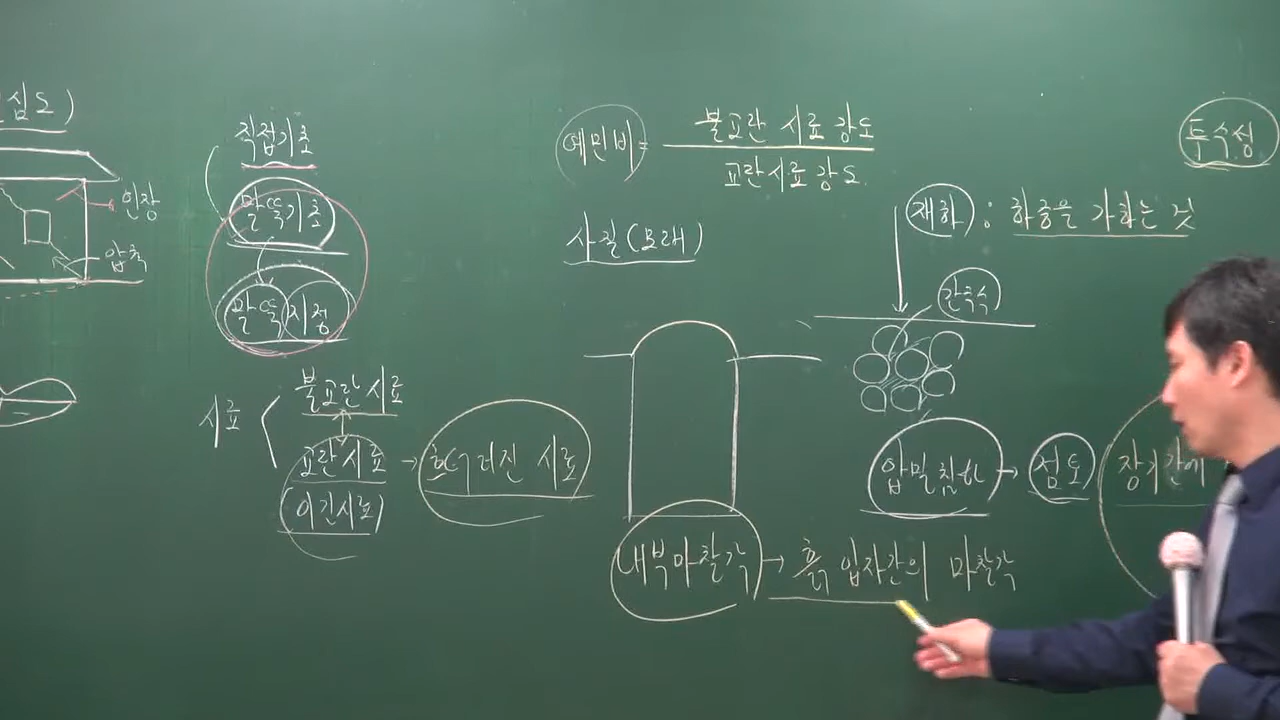 점토)
인장
압축
직접기초
말뚝기초
말뚝지정
시료
불교란시료
교란시료
(이긴시료)
→ 흐트러진 시료
예민비 =
불교란 시료 강도
교란시료 강도
사질(모래)
내부마찰각 → 흙 입자간의 마찰각
투수성
재하 : 하중을 가하는 것
간극수
압밀침하 → 점토
장기간에